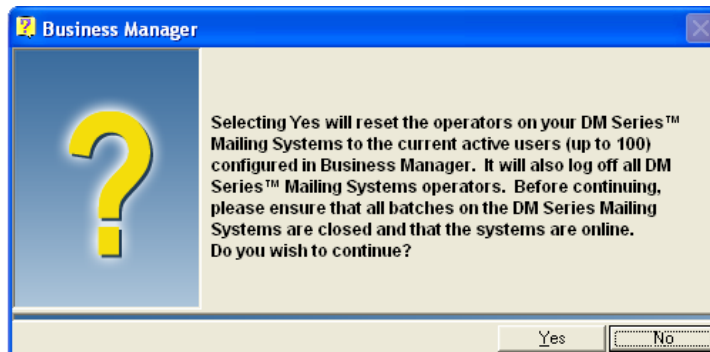 Business Manager
Selecting Yes will reset the operators on your DM Series™
Mailing Systems to the current active users (up to 100)
configured in Business Manager. It will also log off all DM
Series™ Mailing Systems operators. Before continuing,
please ensure that all batches on the DM Series Mailing
Systems are closed and that the systems are online.
Do you wish to continue?
Yes No